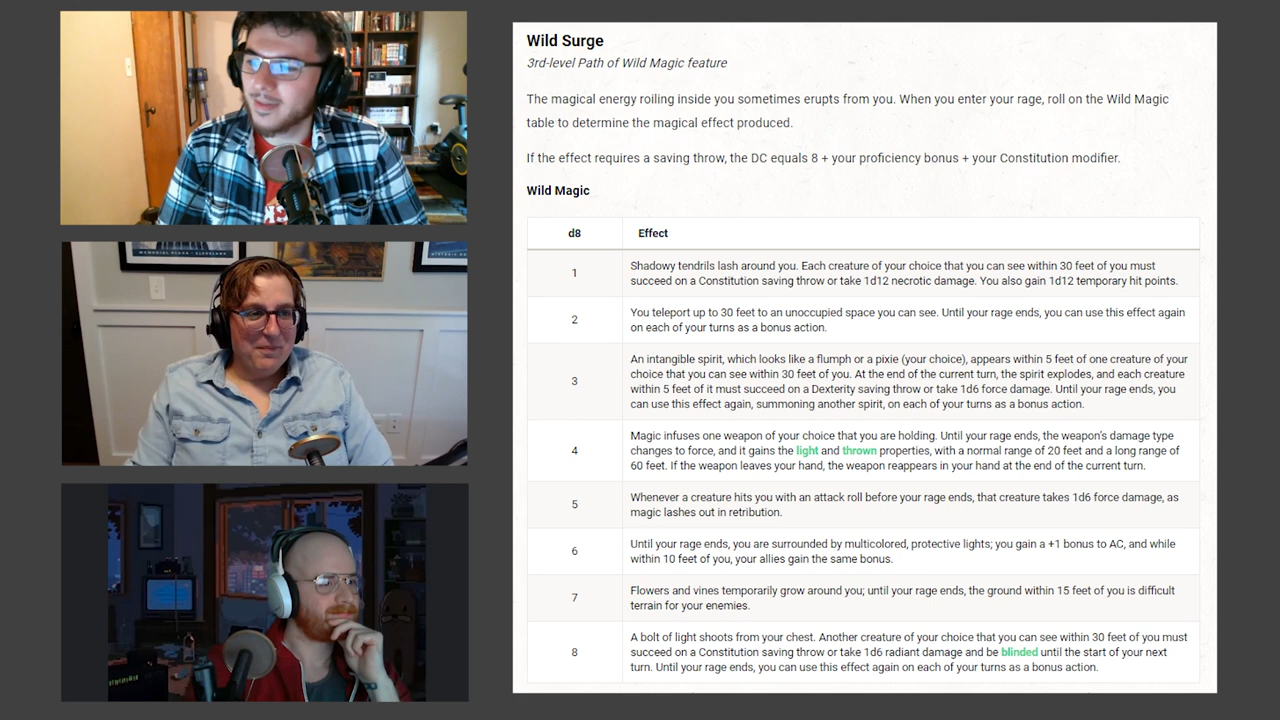 MEMORIAL PLAZA - CLEVELAND
Wild Surge
3rd-level Path of Wild Magic feature
The magical energy roiling inside you sometimes erupts from you. When you enter your rage, roll on the Wild Magic
table to determine the magical effect produced.
If the effect requires a saving throw, the DC equals 8 + your proficiency bonus + your Constitution modifier.
Wild Magic
d8 Effect
1 Shadowy tendrils lash around you. Each creature of your choice that you can see within 30 feet of you must
succeed on a Constitution saving throw or take 1d12 necrotic damage. You also gain 1d12 temporary hit points.
2 You teleport up to 30 feet to an unoccupied space you can see. Until your rage ends, you can use this effect again
on each of your turns as a bonus action.
3 An intangible spirit, which looks like a flumph or a pixie (your choice), appears within 5 feet of one creature of your
choice that you can see within 30 feet of you. At the end of the current turn, the spirit explodes, and each creature
within 5 feet of it must succeed on a Dexterity saving throw or take 1d6 force damage. Until your rage ends, you
can use this effect again, summoning another spirit, on each of your turns as a bonus action.
4 Magic infuses one weapon of your choice that you are holding. Until your rage ends, the weapon's damage type
changes to force, and it gains the light and thrown properties, with a normal range of 20 feet and a long range of
60 feet. If the weapon leaves your hand, the weapon reappears in your hand at the end of the current turn.
5 Whenever a creature hits you with an attack roll before your rage ends, that creature takes 1d6 force damage, as
magic lashes out in retribution.
6 Until your rage ends, you are surrounded by multicolored, protective lights; you gain a +1 bonus to AC, and while
within 10 feet of you, your allies gain the same bonus.
7 Flowers and vines temporarily grow around you; until your rage ends, the ground within 15 feet of you is difficult
terrain for your enemies.
8 A bolt of light shoots from your chest. Another creature of your choice that you can see within 30 feet of you must
succeed on a Constitution saving throw or take 1d6 radiant damage and be blinded until the start of your next
turn. Until your rage ends, you can use this effect again on each of your turns as a bonus action.